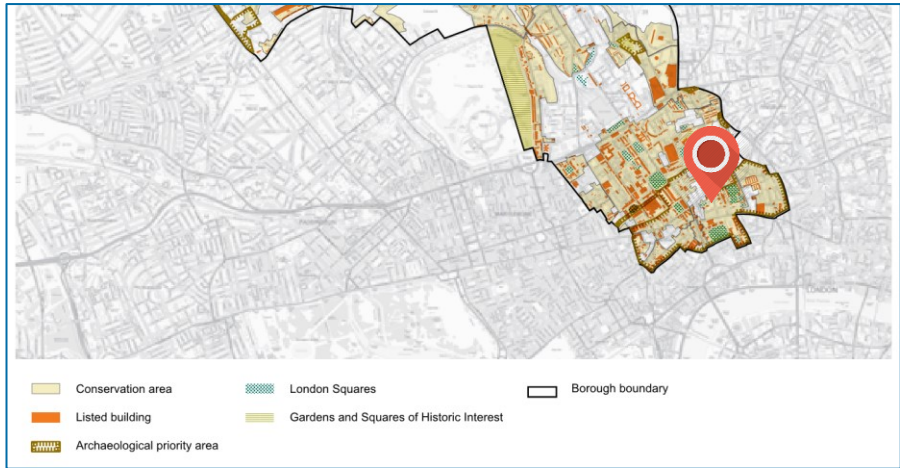 LONDON
Conservation area
London Squares
Borough boundary
Listed building
Gardens and Squares of Historic Interest
Archaeological priority area